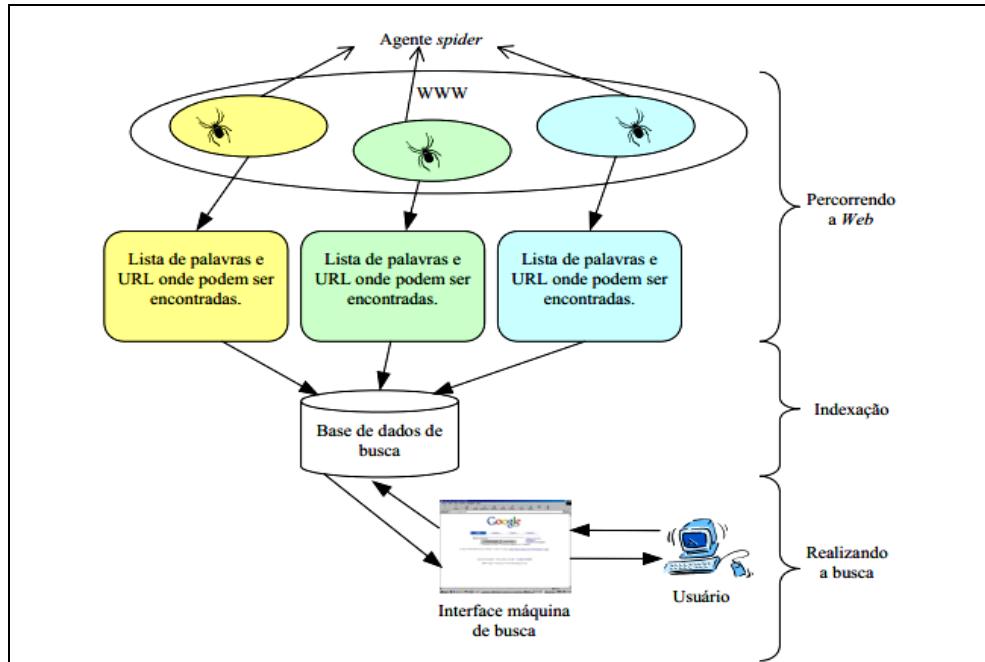 Agente spider
WWW
Percorrendo
a Web
Lista de palavras e
URL onde podem ser
encontradas.
Lista de palavras e
URL onde podem ser
encontradas.
Lista de palavras e
URL onde podem ser
encontradas.
Indexação
Base de dados de
busca
Google
Realizando
a busca
Usuário
Interface máquina
de busca